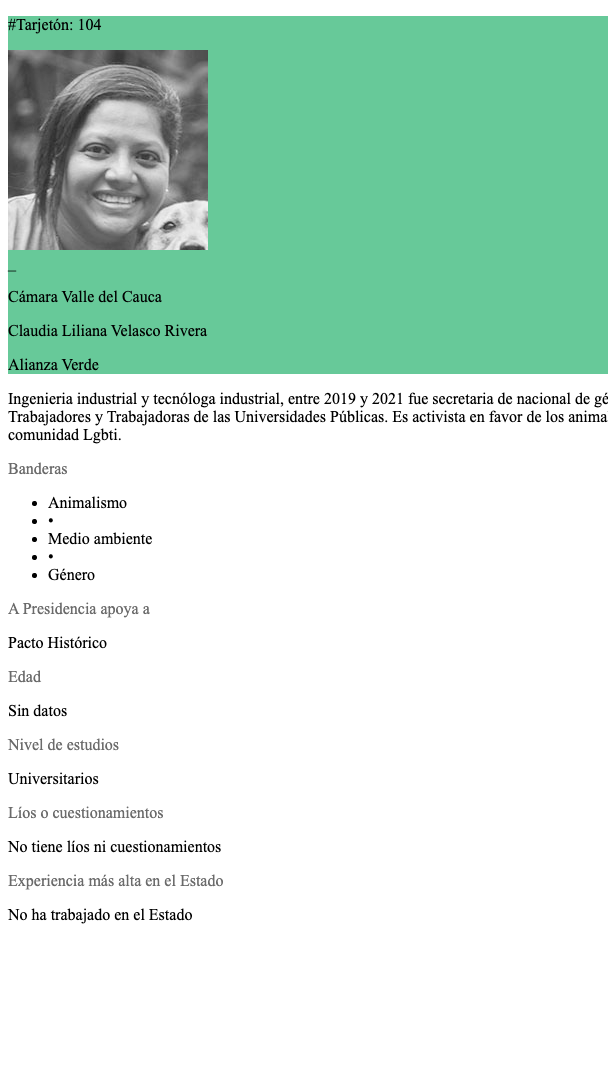 #Tarjetón: 104
_
Cámara Valle del Cauca
Claudia Liliana Velasco Rivera
Alianza Verde
Ingenieria industrial y tecnóloga industrial, entre 2019 y 2021 fue secretaria de nacional de gé
Trabajadores y Trabajadoras de las Universidades Públicas. Es activista en favor de los anima
comunidad Lgbti.
Banderas
• Animalismo
• •
• Medio ambiente
• •
• Género
A Presidencia apoya a
Pacto Histórico
Edad
Sin datos
Nivel de estudios
Universitarios
Líos o cuestionamientos
No tiene líos ni cuestionamientos
Experiencia más alta en el Estado
No ha trabajado en el Estado